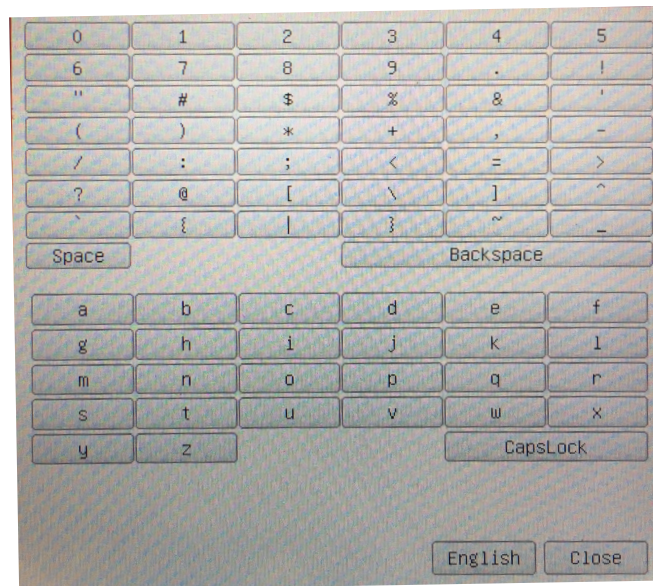 0 1 2 3 4 5
6 7 8 9 . !
" # $ % & '
( ) * + , -
/ : ; < = >
? @ [ \ ] ^
` { | } ~ _
Space Backspace
a b c d e f
g h i j k l
m n o p q r
s t u v w x
y z CapsLock
English Close